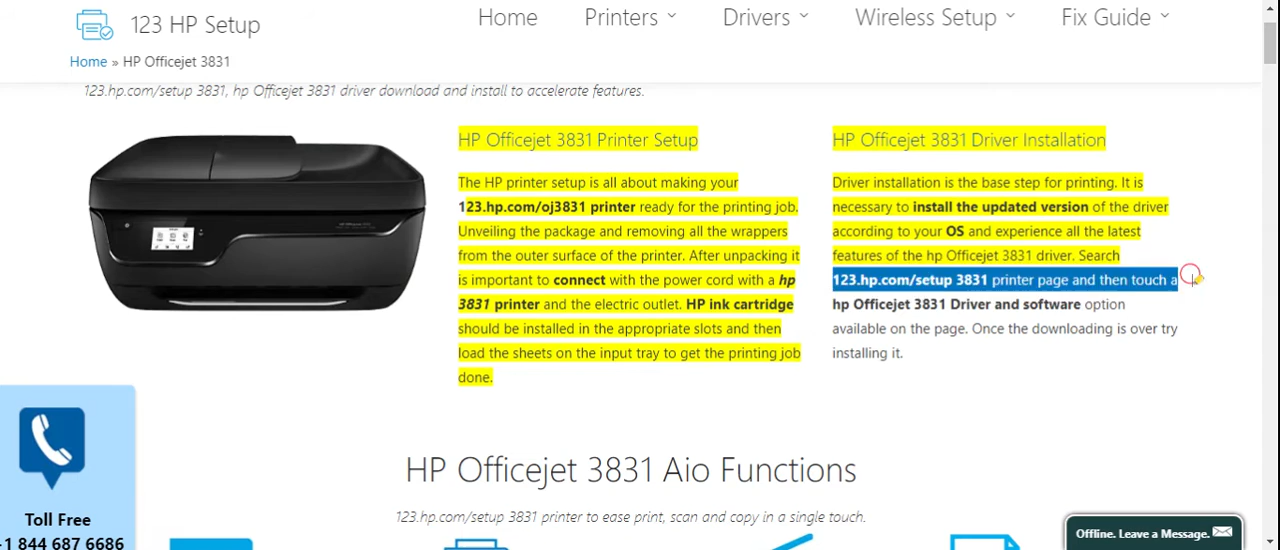 123 HP Setup
Home
Printers
Drivers
Wireless Setup
Fix Guide
Home » HP Officejet 3831
123.hp.com/setup 3831, hp Officejet 3831 driver download and install to accelerate features.
HP Officejet 3831 Printer Setup
The HP printer setup is all about making your
123.hp.com/oj3831 printer ready for the printing job.
Unveiling the package and removing all the wrappers
from the outer surface of the printer. After unpacking it
is important to connect with the power cord with a hp
3831 printer and the electric outlet. HP ink cartridge
should be installed in the appropriate slots and then
load the sheets on the input tray to get the printing job
done.
HP Officejet 3831 Driver Installation
Driver installation is the base step for printing. It is
necessary to install the updated version of the driver
according to your OS and experience all the latest
features of the hp Officejet 3831 driver. Search
123.hp.com/setup 3831 printer page and then touch a
hp Officejet 3831 Driver and software option
available on the page. Once the downloading is over try
installing it.
HP Officejet 3831 Aio Functions
123.hp.com/setup 3831 printer to ease print, scan and copy in a single touch.
Toll Free
+1 844 687 6686
Offline. Leave a Message.